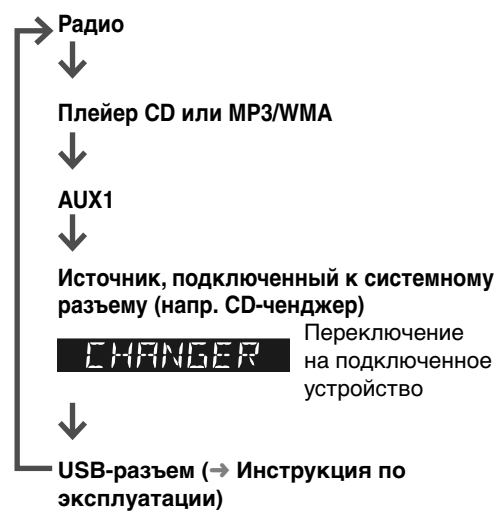 Радио
Плейер CD или MP3/WMA
AUX1
Источник, подключенный к системному
разъему (напр. CD-ченджер)
CHANGER
Переключение
на подключенное
устройство
USB-разъем (➔ Инструкция по
эксплуатации)